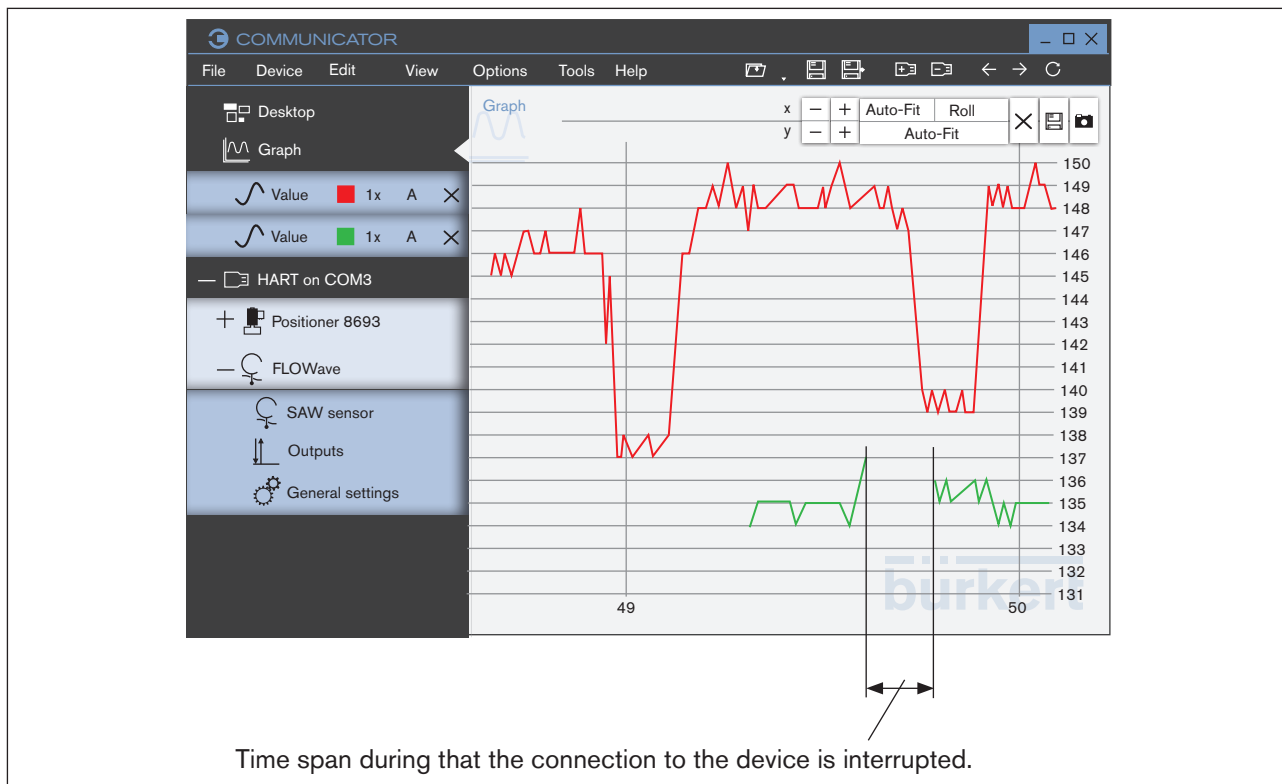 COMMUNICATOR
File Device Edit View Options Tools Help
Desktop
Graph
Value 1x A
Value 1x A
HART on COM3
Positioner 8693
FLOWave
SAW sensor
Outputs
General settings
Graph
x − + Auto-Fit Roll
y − + Auto-Fit
150
149
148
147
146
145
144
143
142
141
140
139
138
137
136
135
134
133
132
131
bürkert
49 50
Time span during that the connection to the device is interrupted.